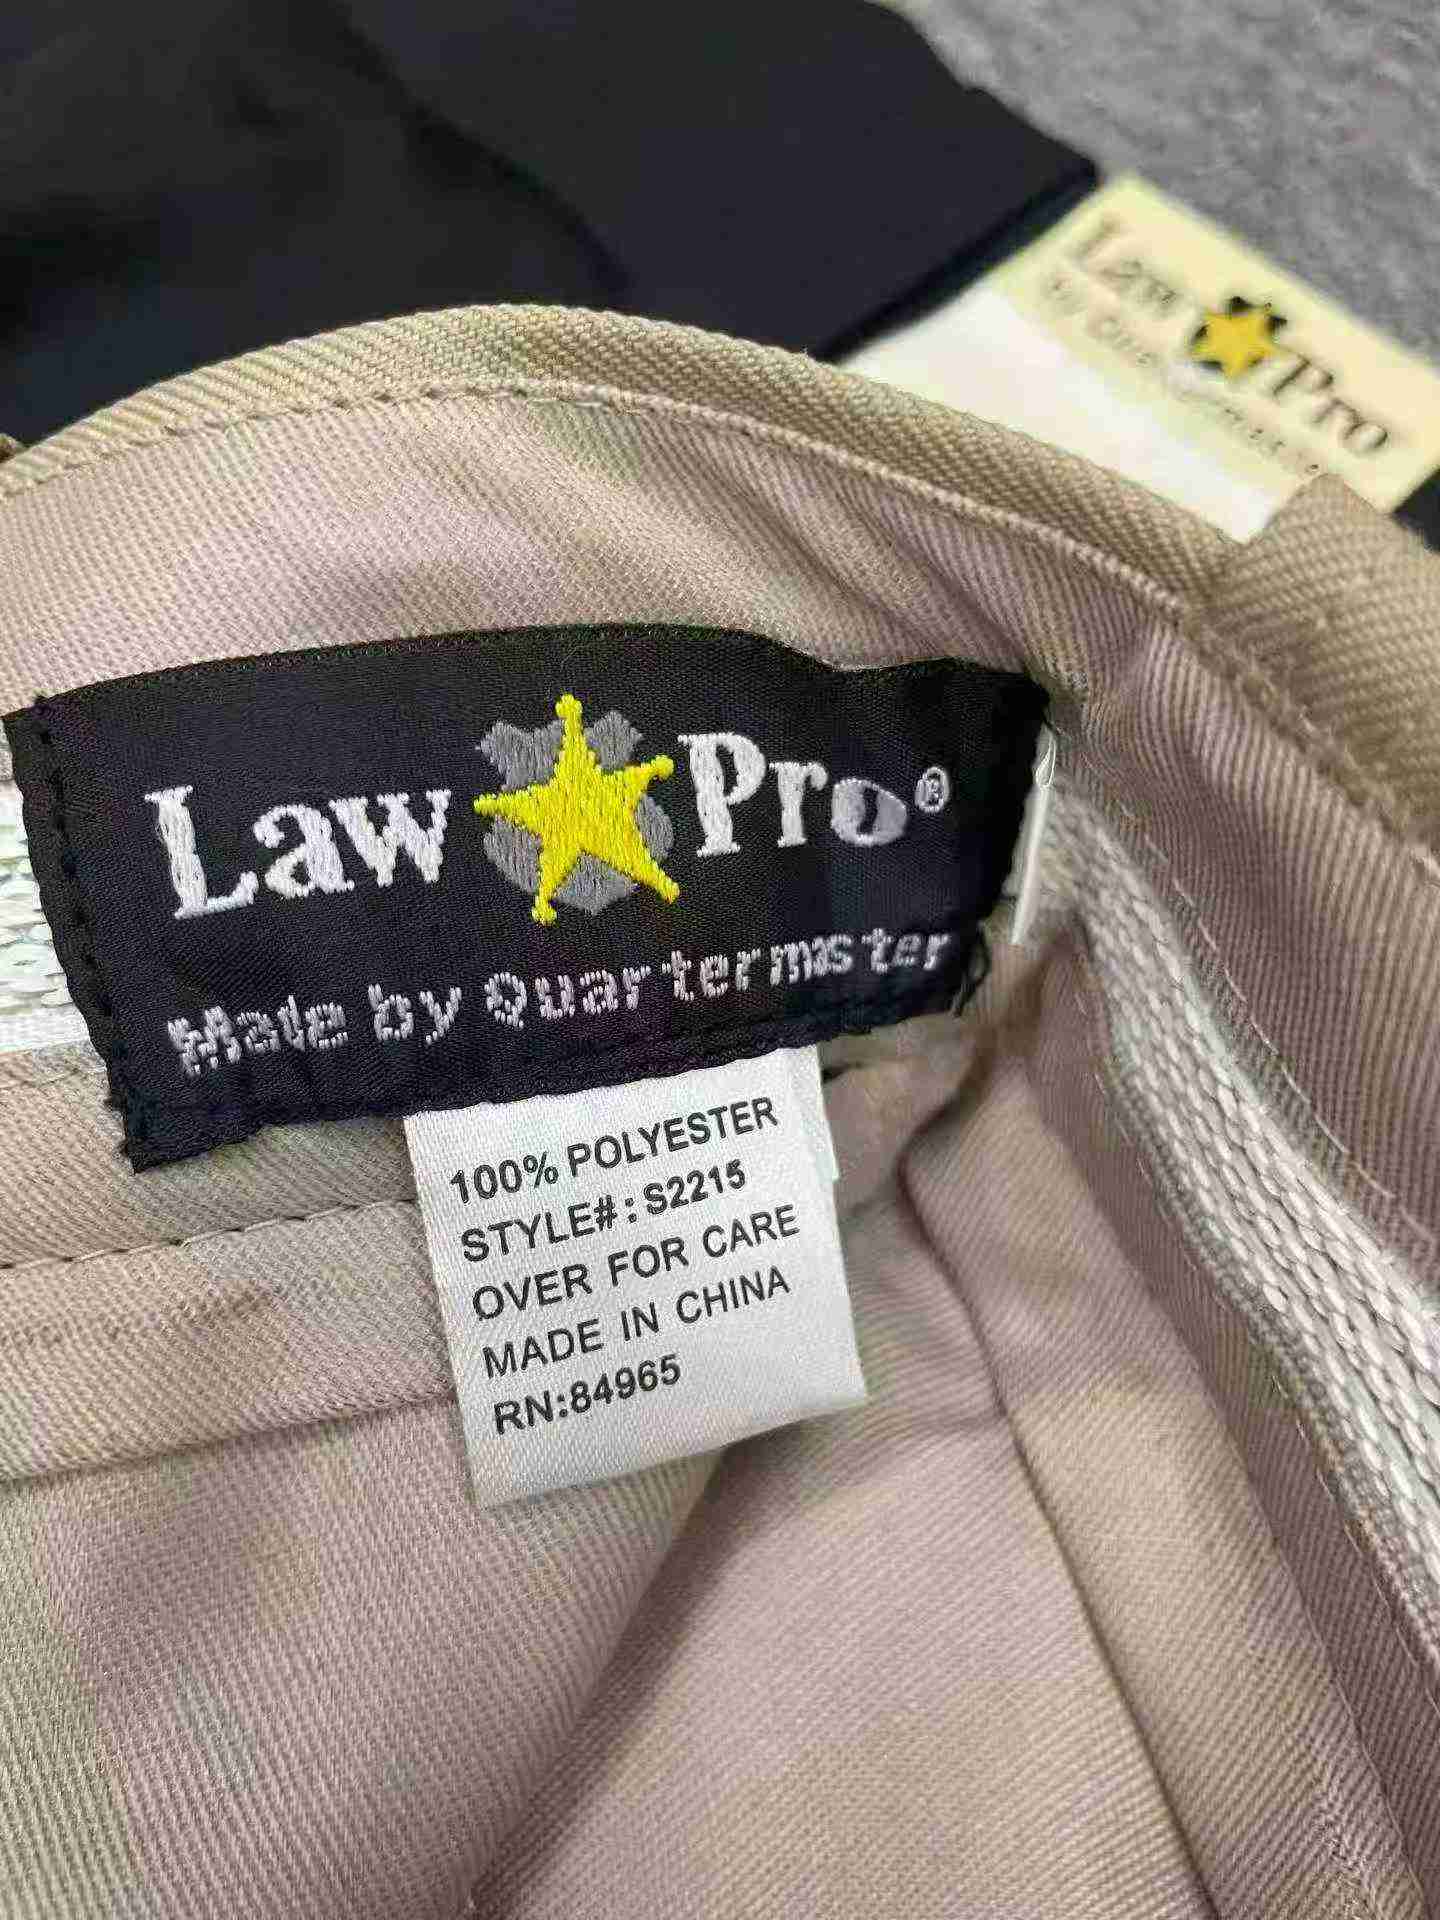 Law Pro
Law Pro®
Made by Quartermaster
100% POLYESTER
STYLE#: S2215
OVER FOR CARE
MADE IN CHINA
RN:84965